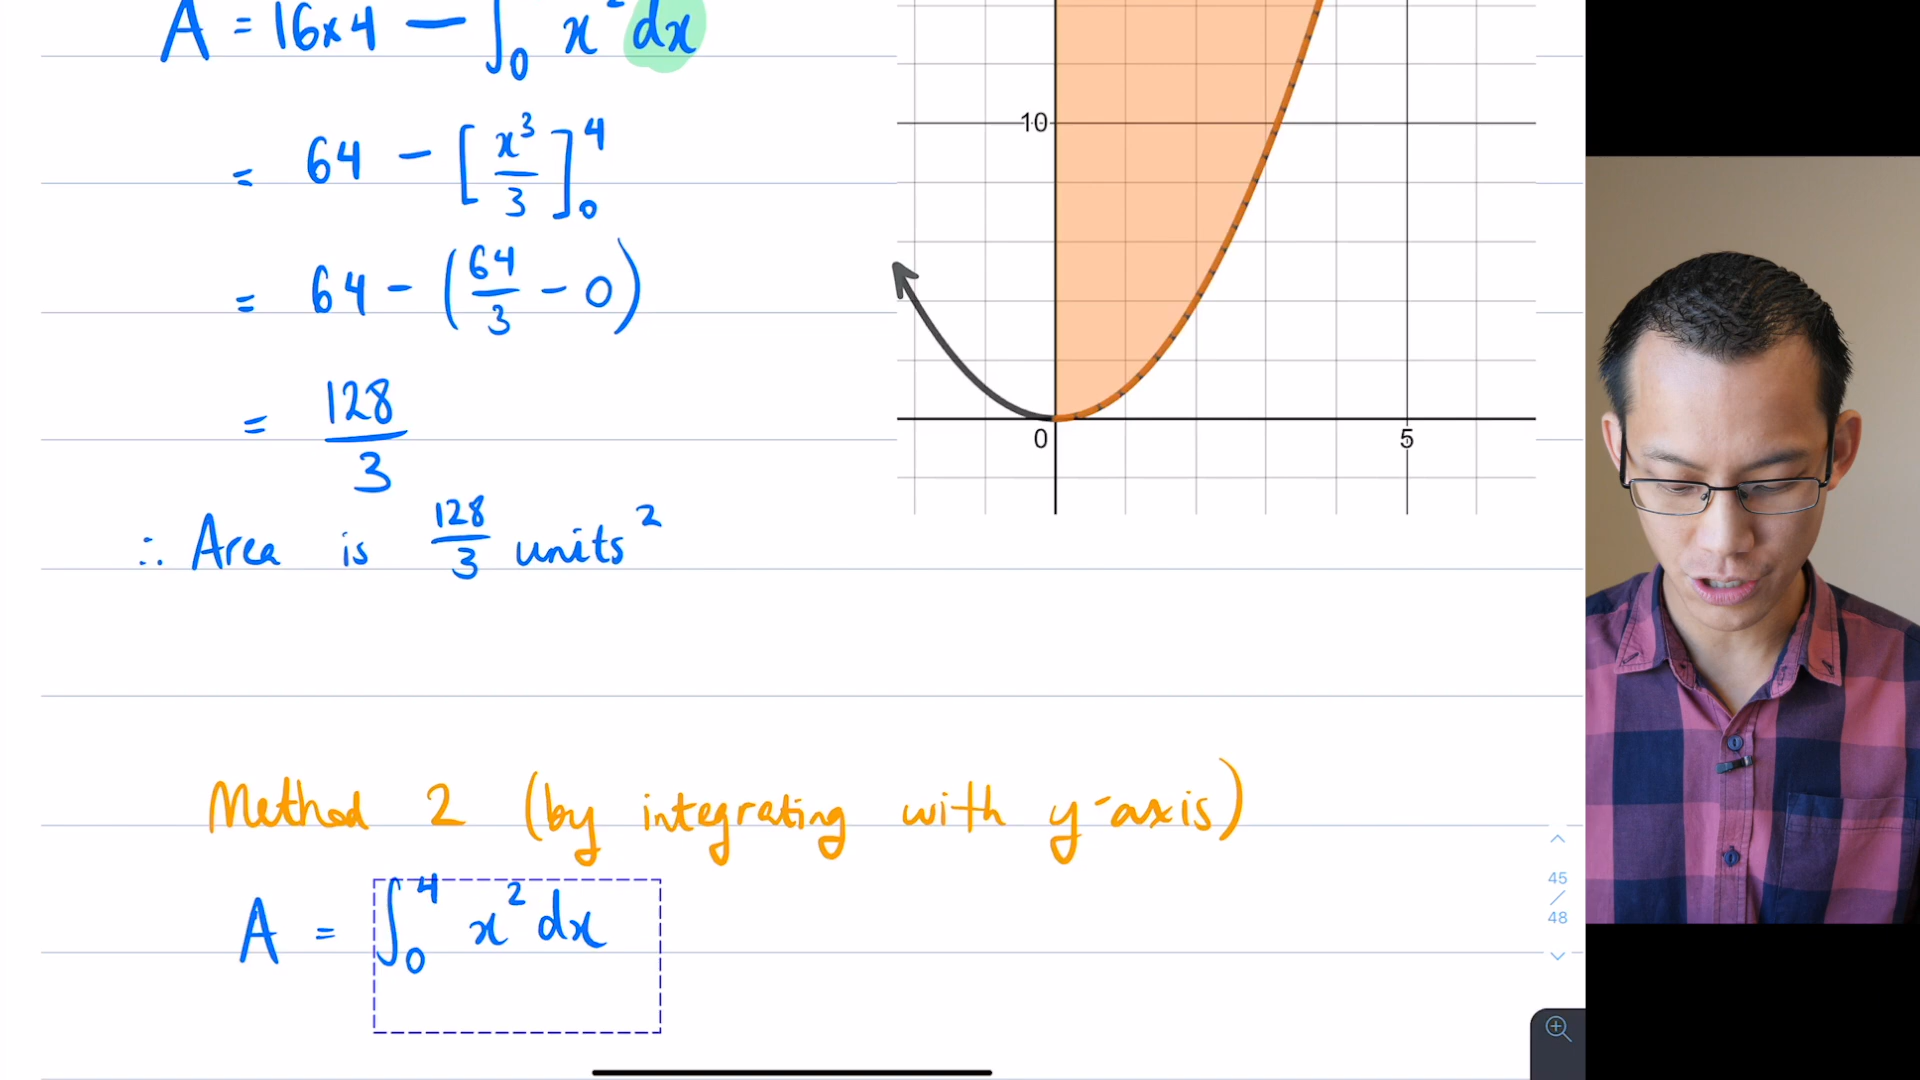 A = 16×4 − ∫₀ x² dx
= 64 − [x³/3]₀⁴
= 64 − (64/3 − 0)
= 128/3
∴ Area is 128/3 units²
10
0
5
Method 2 (by integrating with y-axis)
A = ∫₀⁴ x² dx
45
/
48